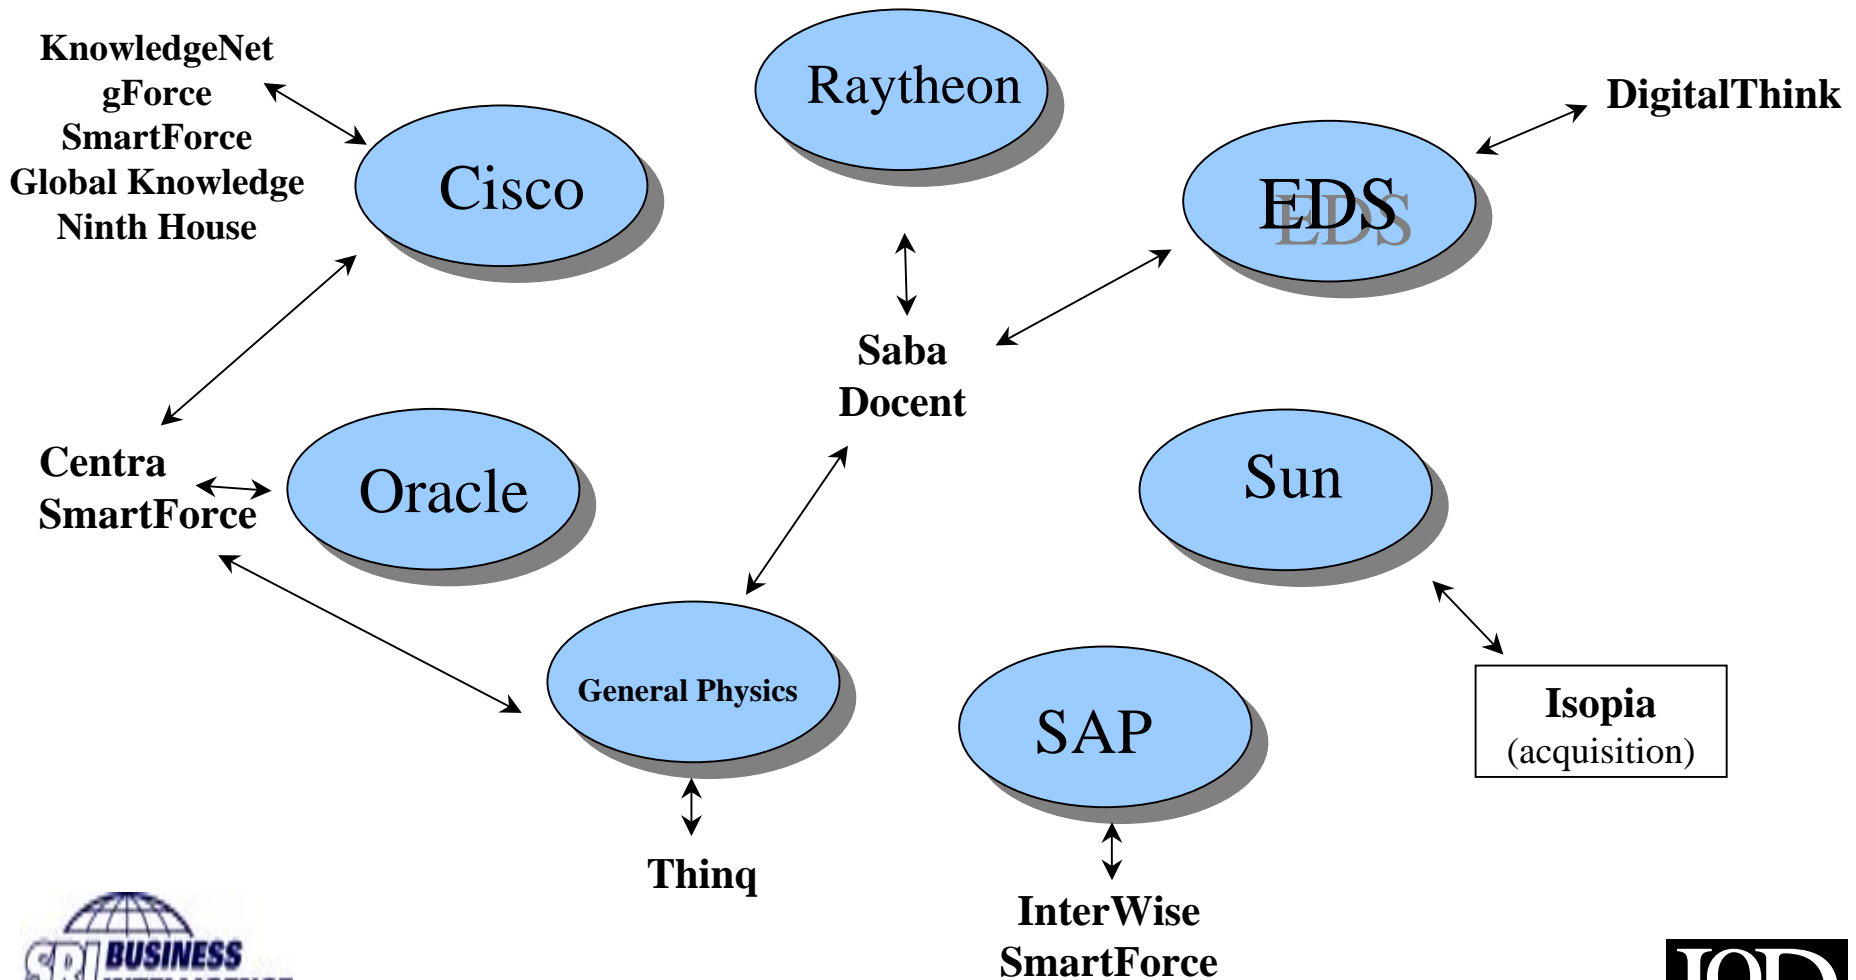 KnowledgeNet
gForce
SmartForce
Global Knowledge
Ninth House
Raytheon
DigitalThink
Cisco
EDS
Saba
Docent
Centra
SmartForce
Oracle
Sun
General Physics
SAP
Isopia
(acquisition)
Thinq
InterWise
SmartForce
SRI BUSINESS